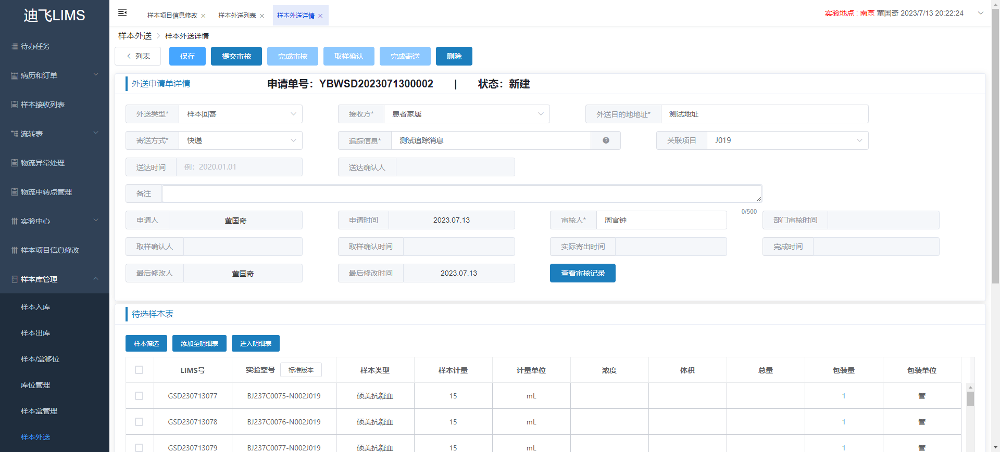 迪飞LIMS
待办任务
病历和订单
样本接收列表
流转表
物流异常处理
物流中转点管理
实验中心
样本项目信息修改
样本库管理
样本入库
样本出库
样本/盒移位
库位管理
样本盒管理
样本外送
样本项目信息修改 × 样本外送列表 × 样本外送详情 ×
实验地点 : 南京 董国奇 2023/7/13 20:22:24
样本外送 > 样本外送详情
< 列表 保存 提交审核 完成审核 取样确认 完成寄送 删除
外送申请单详情 申请单号：YBWSD2023071300002 | 状态：新建
外送类型* 样本回寄 接收方* 患者家属 外送目的地地址* 测试地址
寄送方式* 快递 追踪信息* 测试追踪消息 ? 关联项目 J019
送达时间 例：2020.01.01 送达确认人
备注
0/500
申请人 董国奇 申请时间 2023.07.13 审核人* 周官钟 部门审核时间
取样确认人 取样确认时间 实际寄出时间 完成时间
最后修改人 董国奇 最后修改时间 2023.07.13 查看审核记录
待选样本表
样本筛选 添加至明细表 进入明细表
LIMS号 实验室号 标准版本 样本类型 样本计量 计量单位 浓度 体积 总量 包装量 包装单位
GSD230713077 BJ237C0075-N002J019 硕美抗凝血 15 mL 1 管
GSD230713078 BJ237C0076-N002J019 硕美抗凝血 15 mL 1 管
GSD230713079 BJ237C0077-N002J019 硕美抗凝血 15 mL 1 管